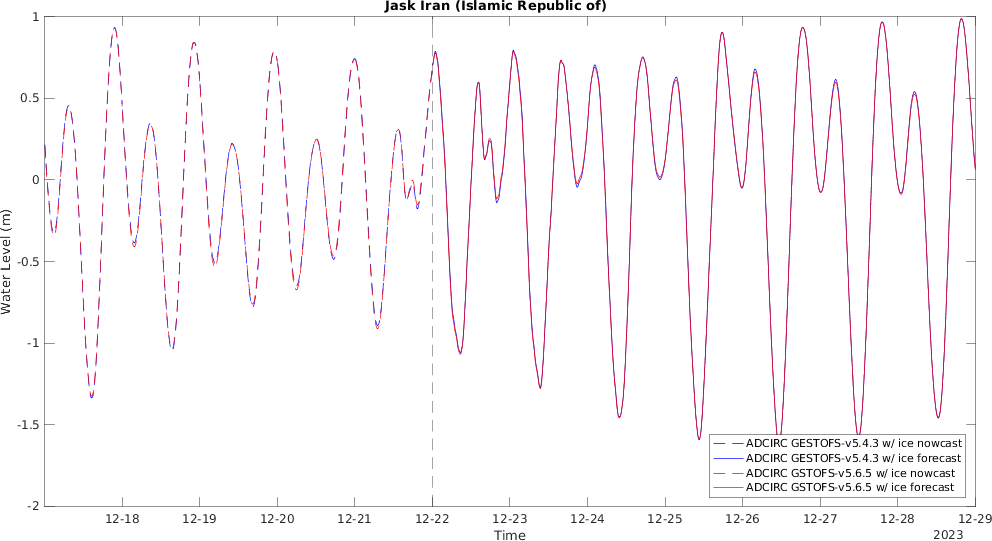 Jask Iran (Islamic Republic of)
1
0.5
0
-0.5
-1
-1.5
-2
Water Level (m)
ADCIRC GESTOFS-v5.4.3 w/ ice nowcast
ADCIRC GESTOFS-v5.4.3 w/ ice forecast
ADCIRC GSTOFS-v5.6.5 w/ ice nowcast
ADCIRC GSTOFS-v5.6.5 w/ ice forecast
12-18 12-19 12-20 12-21 12-22 12-23 12-24 12-25 12-26 12-27 12-28 12-29
Time
2023